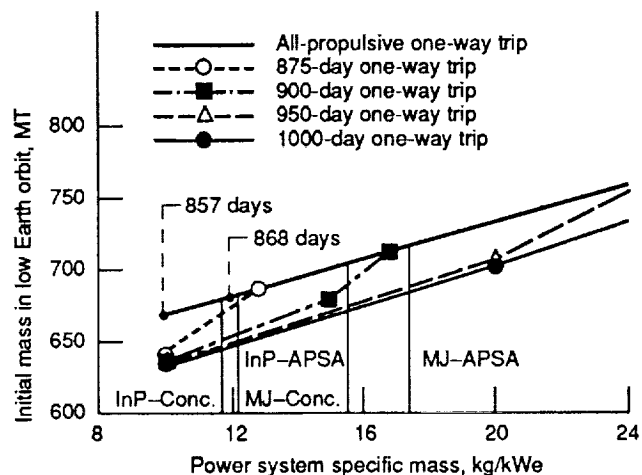 All-propulsive one-way trip
875-day one-way trip
900-day one-way trip
950-day one-way trip
1000-day one-way trip
Initial mass in low Earth orbit, MT
800
750
700
650
600
857 days
868 days
InP–APSA
MJ–APSA
InP–Conc.
MJ–Conc.
8
12
16
20
24
Power system specific mass, kg/kWe